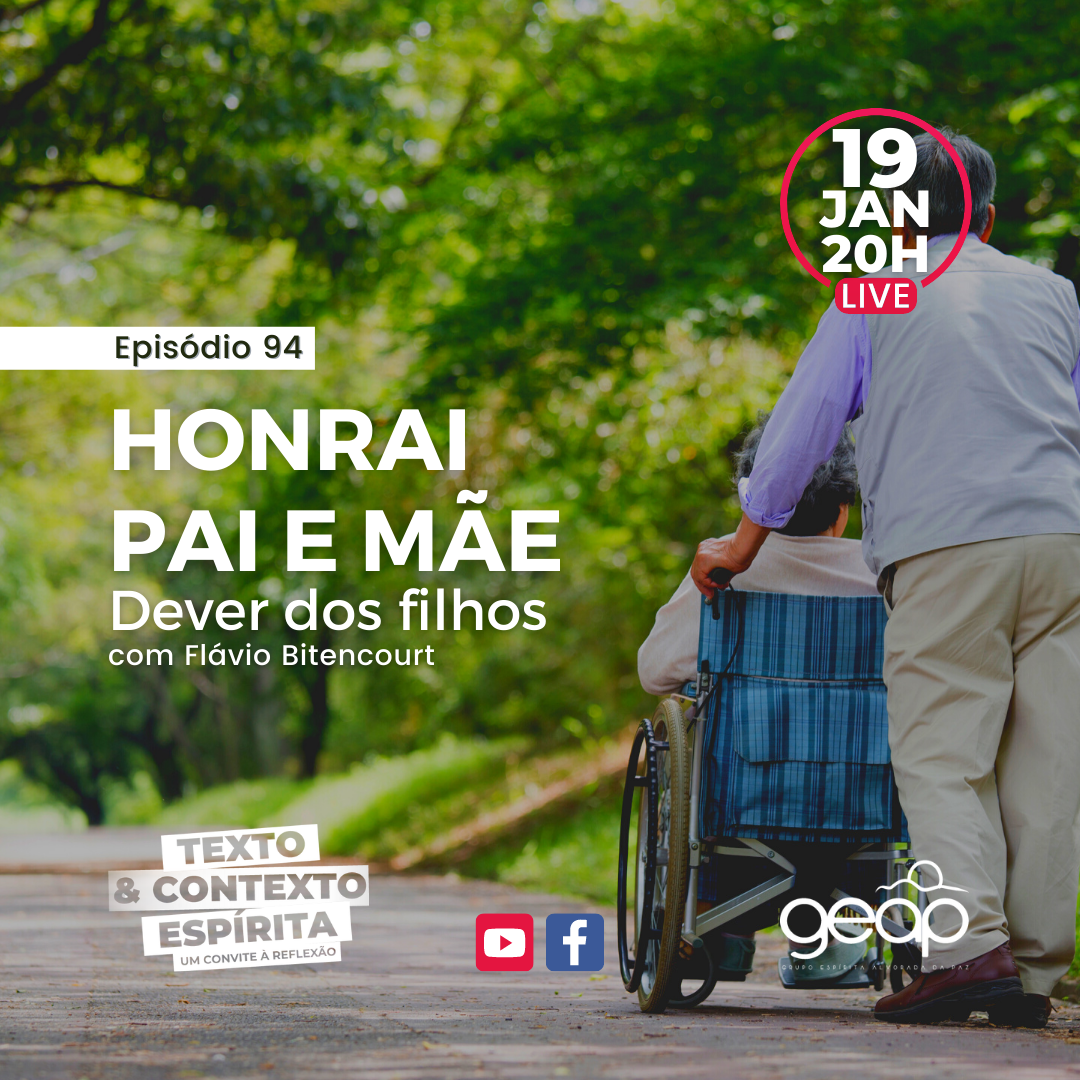 19
JAN
20H
LIVE
Episódio 94
HONRAI
PAI E MÃE
Dever dos filhos
com Flávio Bitencourt
TEXTO
& CONTEXTO
ESPÍRITA
UM CONVITE À REFLEXÃO
geap
GRUPO ESPÍRITA ALVORADA DA PAZ